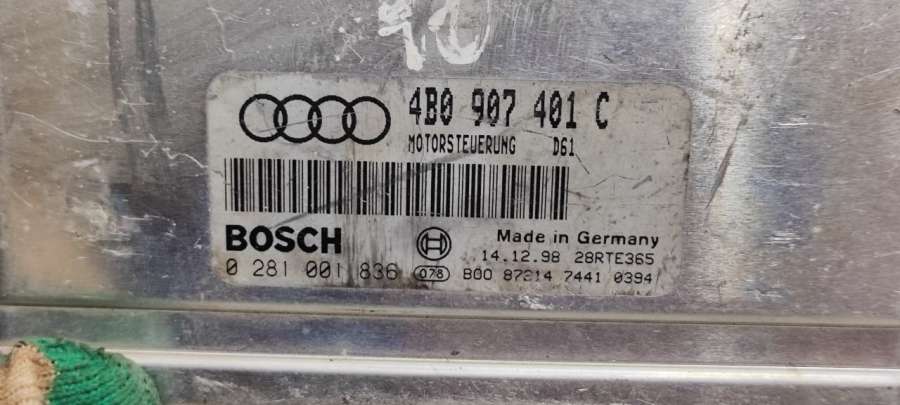 4B0 907 401 C
MOTORSTEUERUNG D61
BOSCH
Made in Germany
14.12.98 28RTE365
0 281 001 836 078 B00 87214 7441 0394